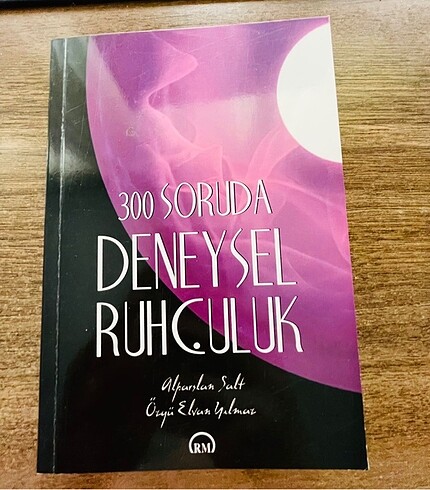 300 SORUDA
DENEYSEL
RUHÇULUK
Alparslan Salt
Özgü Elvan Yılmaz
RM